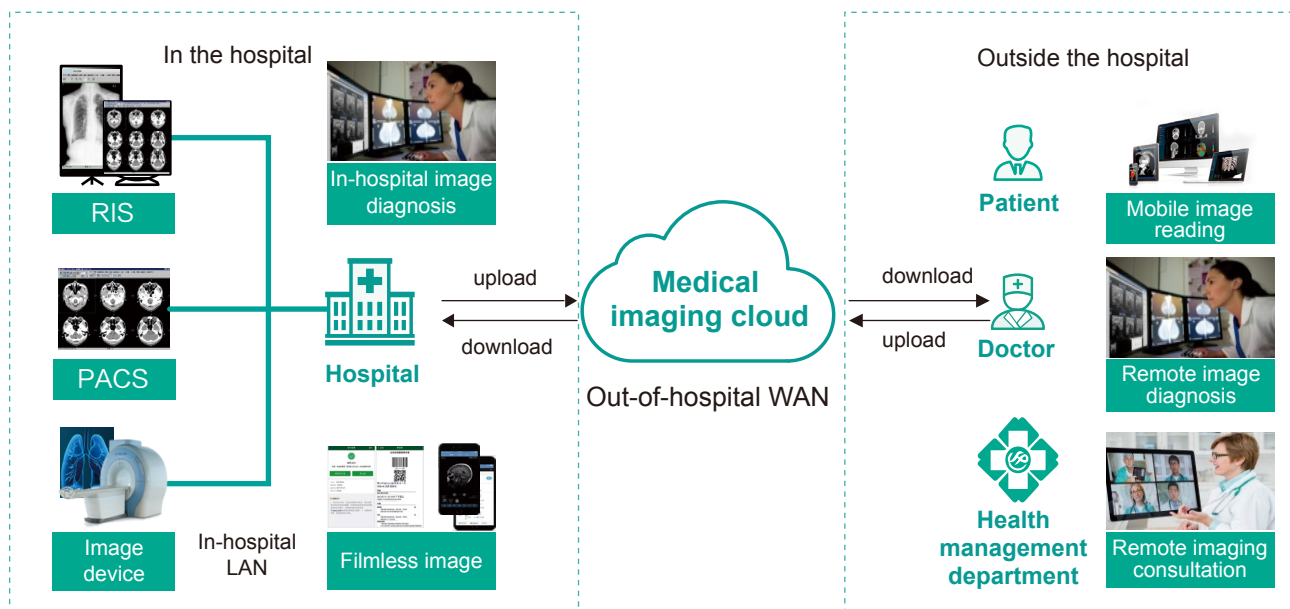 In the hospital
RIS
In-hospital image
diagnosis
PACS
Hospital
upload
download
Image
device
In-hospital
LAN
Filmless image
Medical
imaging cloud
Out-of-hospital WAN
Outside the hospital
Patient
Mobile image
reading
download
upload
Doctor
Remote image
diagnosis
Health
management
department
Remote imaging
consultation